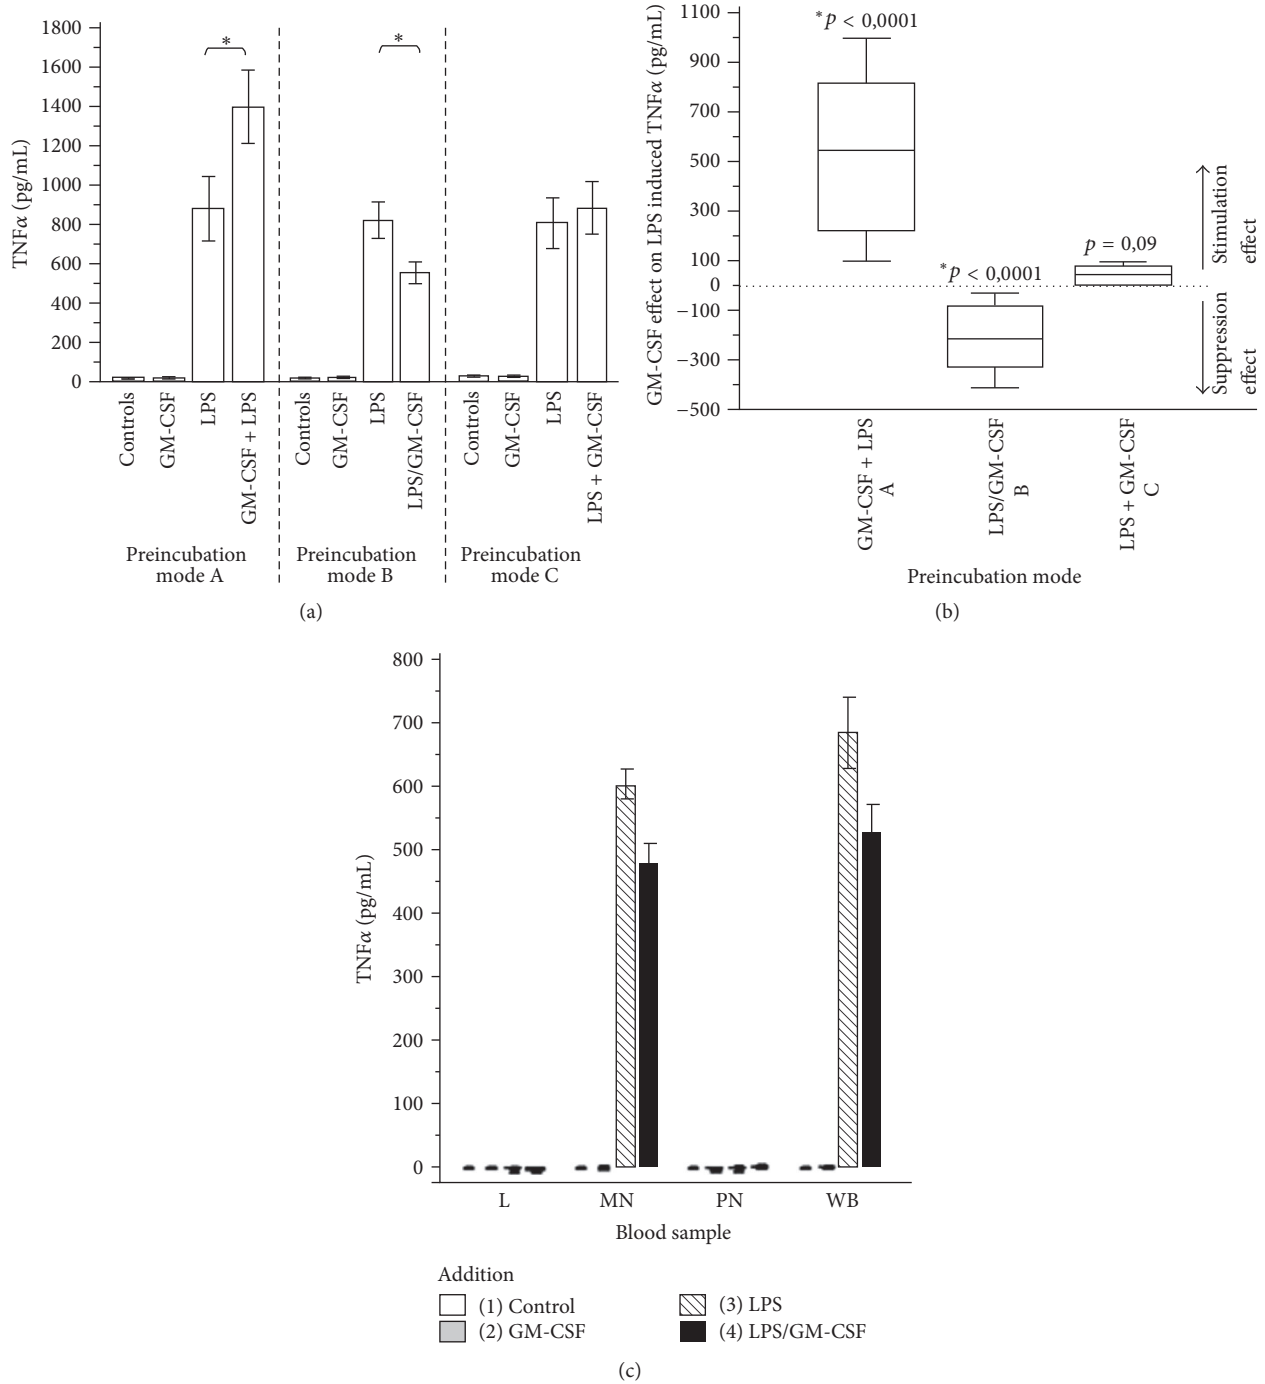 1800
1600
1400
1200
1000
800
600
400
200
0
TNFα (pg/mL)
*
*
Controls
GM-CSF
LPS
GM-CSF + LPS
Controls
GM-CSF
LPS
LPS/GM-CSF
Controls
GM-CSF
LPS
LPS + GM-CSF
Preincubation
mode A
Preincubation
mode B
Preincubation
mode C
(a)
GM-CSF effect on LPS induced TNFα (pg/mL)
1100
900
700
500
300
100
0
−100
−300
−500
*p < 0,0001
*p < 0,0001
p = 0,09
Stimulation
effect
Suppression
effect
GM-CSF + LPS
A
LPS/GM-CSF
B
LPS + GM-CSF
C
Preincubation mode
(b)
800
700
600
500
400
300
200
100
0
TNFα (pg/mL)
L
MN
PN
WB
Blood sample
Addition
(1) Control
(2) GM-CSF
(3) LPS
(4) LPS/GM-CSF
(c)